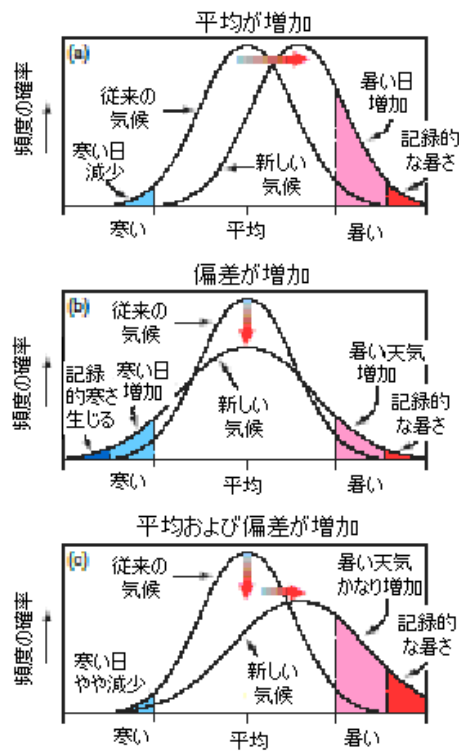 平均が増加
(a)
従来の
気候
暑い日
増加
記録的
な暑さ
寒い日
減少
新しい
気候
頻度の確率
寒い
平均
暑い
偏差が増加
(b)
従来の
気候
記録
的寒さ
生じる
寒い日
増加
新しい
気候
暑い天気
増加
記録的
な暑さ
頻度の確率
寒い
平均
暑い
平均および偏差が増加
(c)
従来の
気候
暑い天気
かなり増加
記録的
な暑さ
寒い日
やや減少
新しい
気候
頻度の確率
寒い
平均
暑い